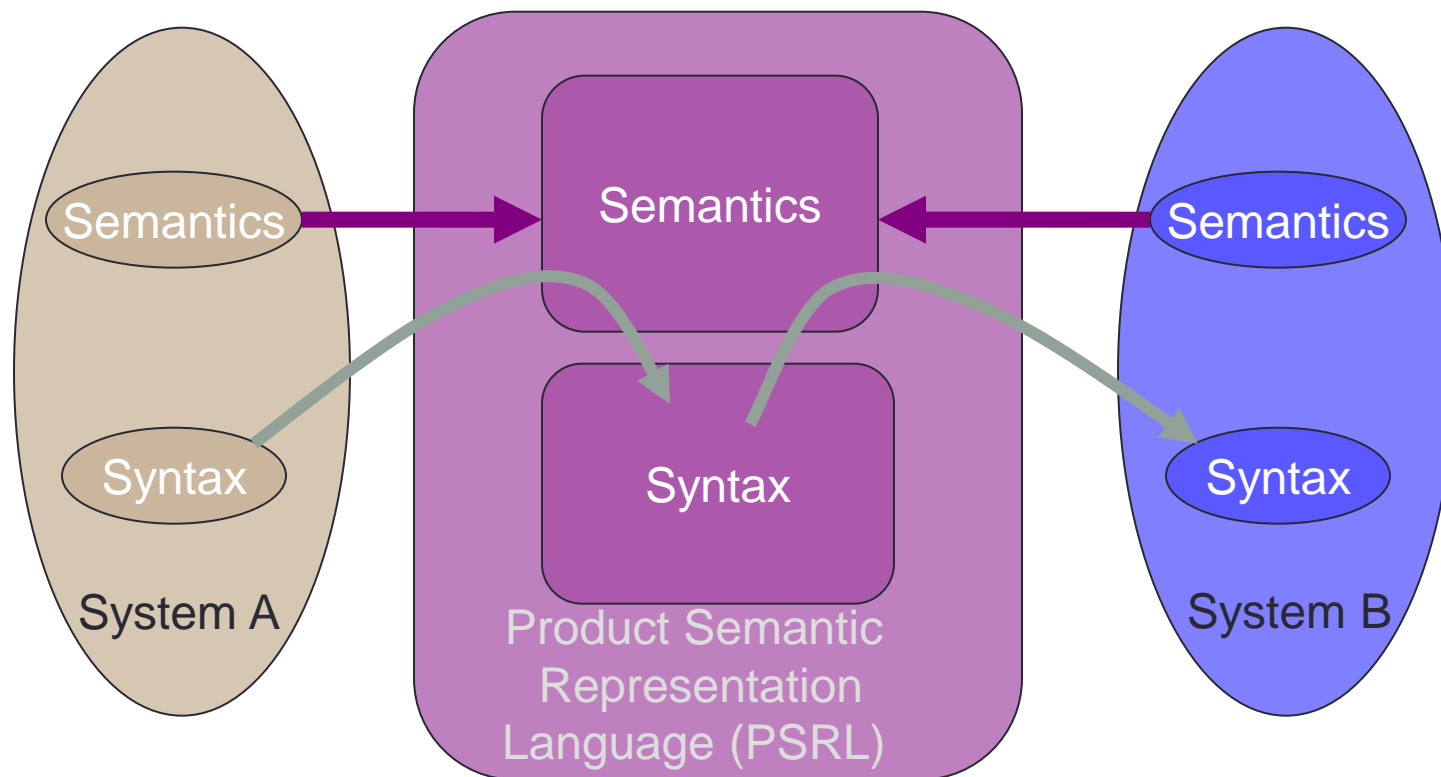 Semantics
Syntax
System A
Semantics
Syntax
Product Semantic
Representation
Language (PSRL)
Semantics
Syntax
System B